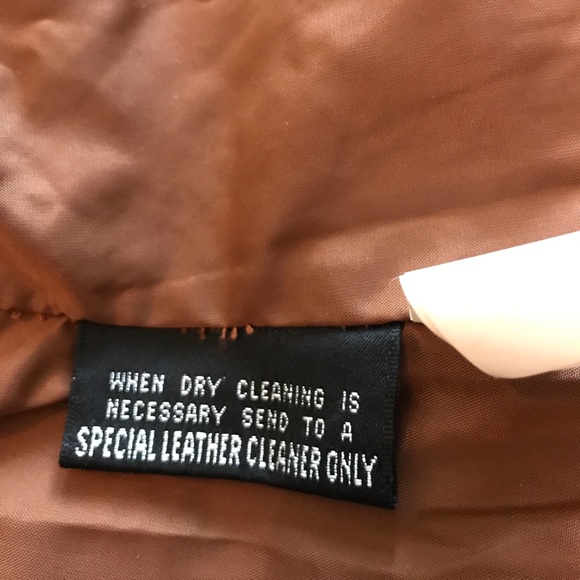 WHEN DRY CLEANING IS
NECESSARY SEND TO A
SPECIAL LEATHER CLEANER ONLY